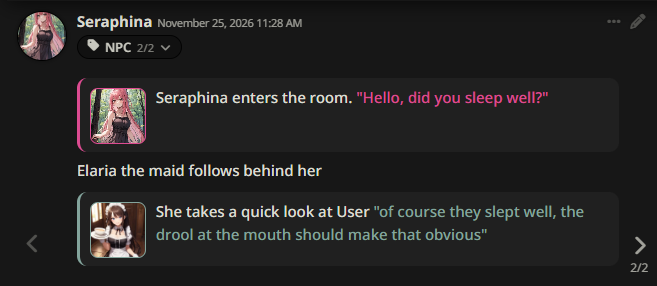 Seraphina November 25, 2026 11:28 AM
NPC 2/2
Seraphina enters the room. "Hello, did you sleep well?"
Elaria the maid follows behind her
She takes a quick look at User "of course they slept well, the
drool at the mouth should make that obvious"
2/2